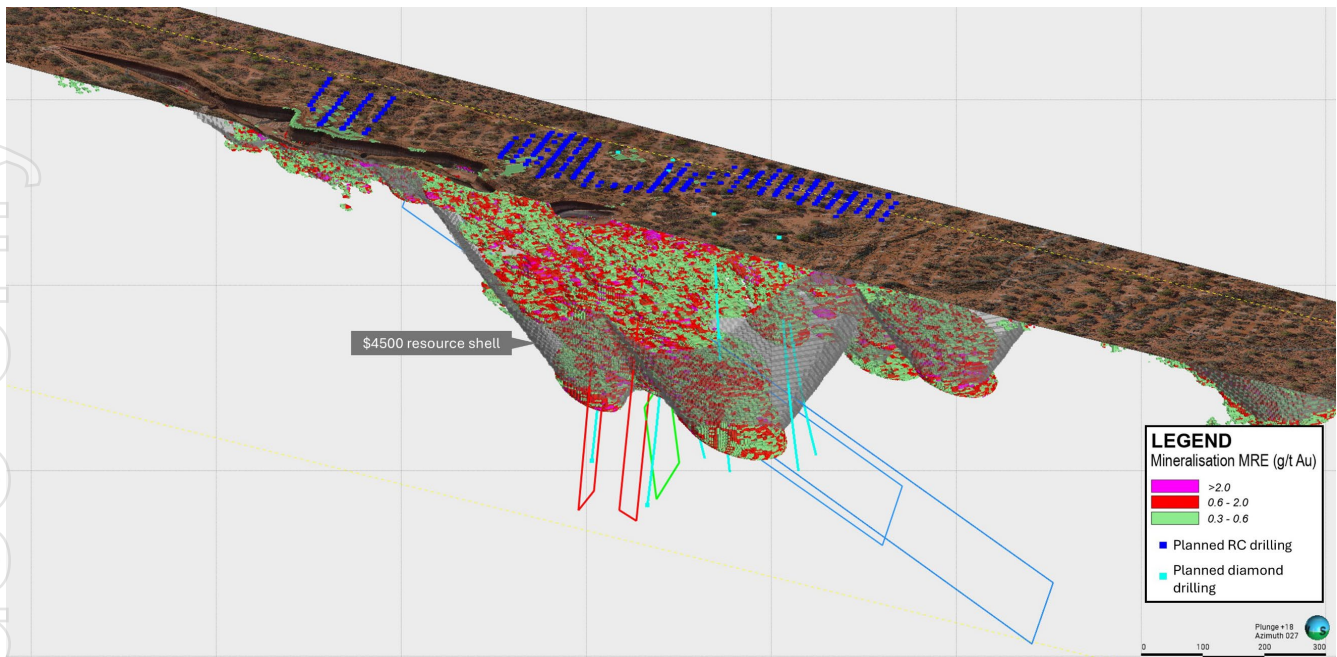 $4500 resource shell
LEGEND
Mineralisation MRE (g/t Au)
>2.0
0.6 - 2.0
0.3 - 0.6
Planned RC drilling
Planned diamond
drilling
Plunge +18
Azimuth 027
S
0 100 200 300